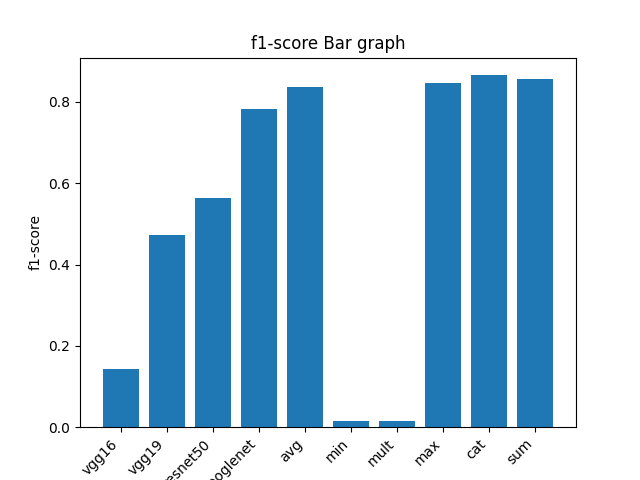 f1-score Bar graph
f1-score
0.8
0.6
0.4
0.2
0.0
vgg16
vgg19
esnet50
ooglenet
avg
min
mult
max
cat
sum